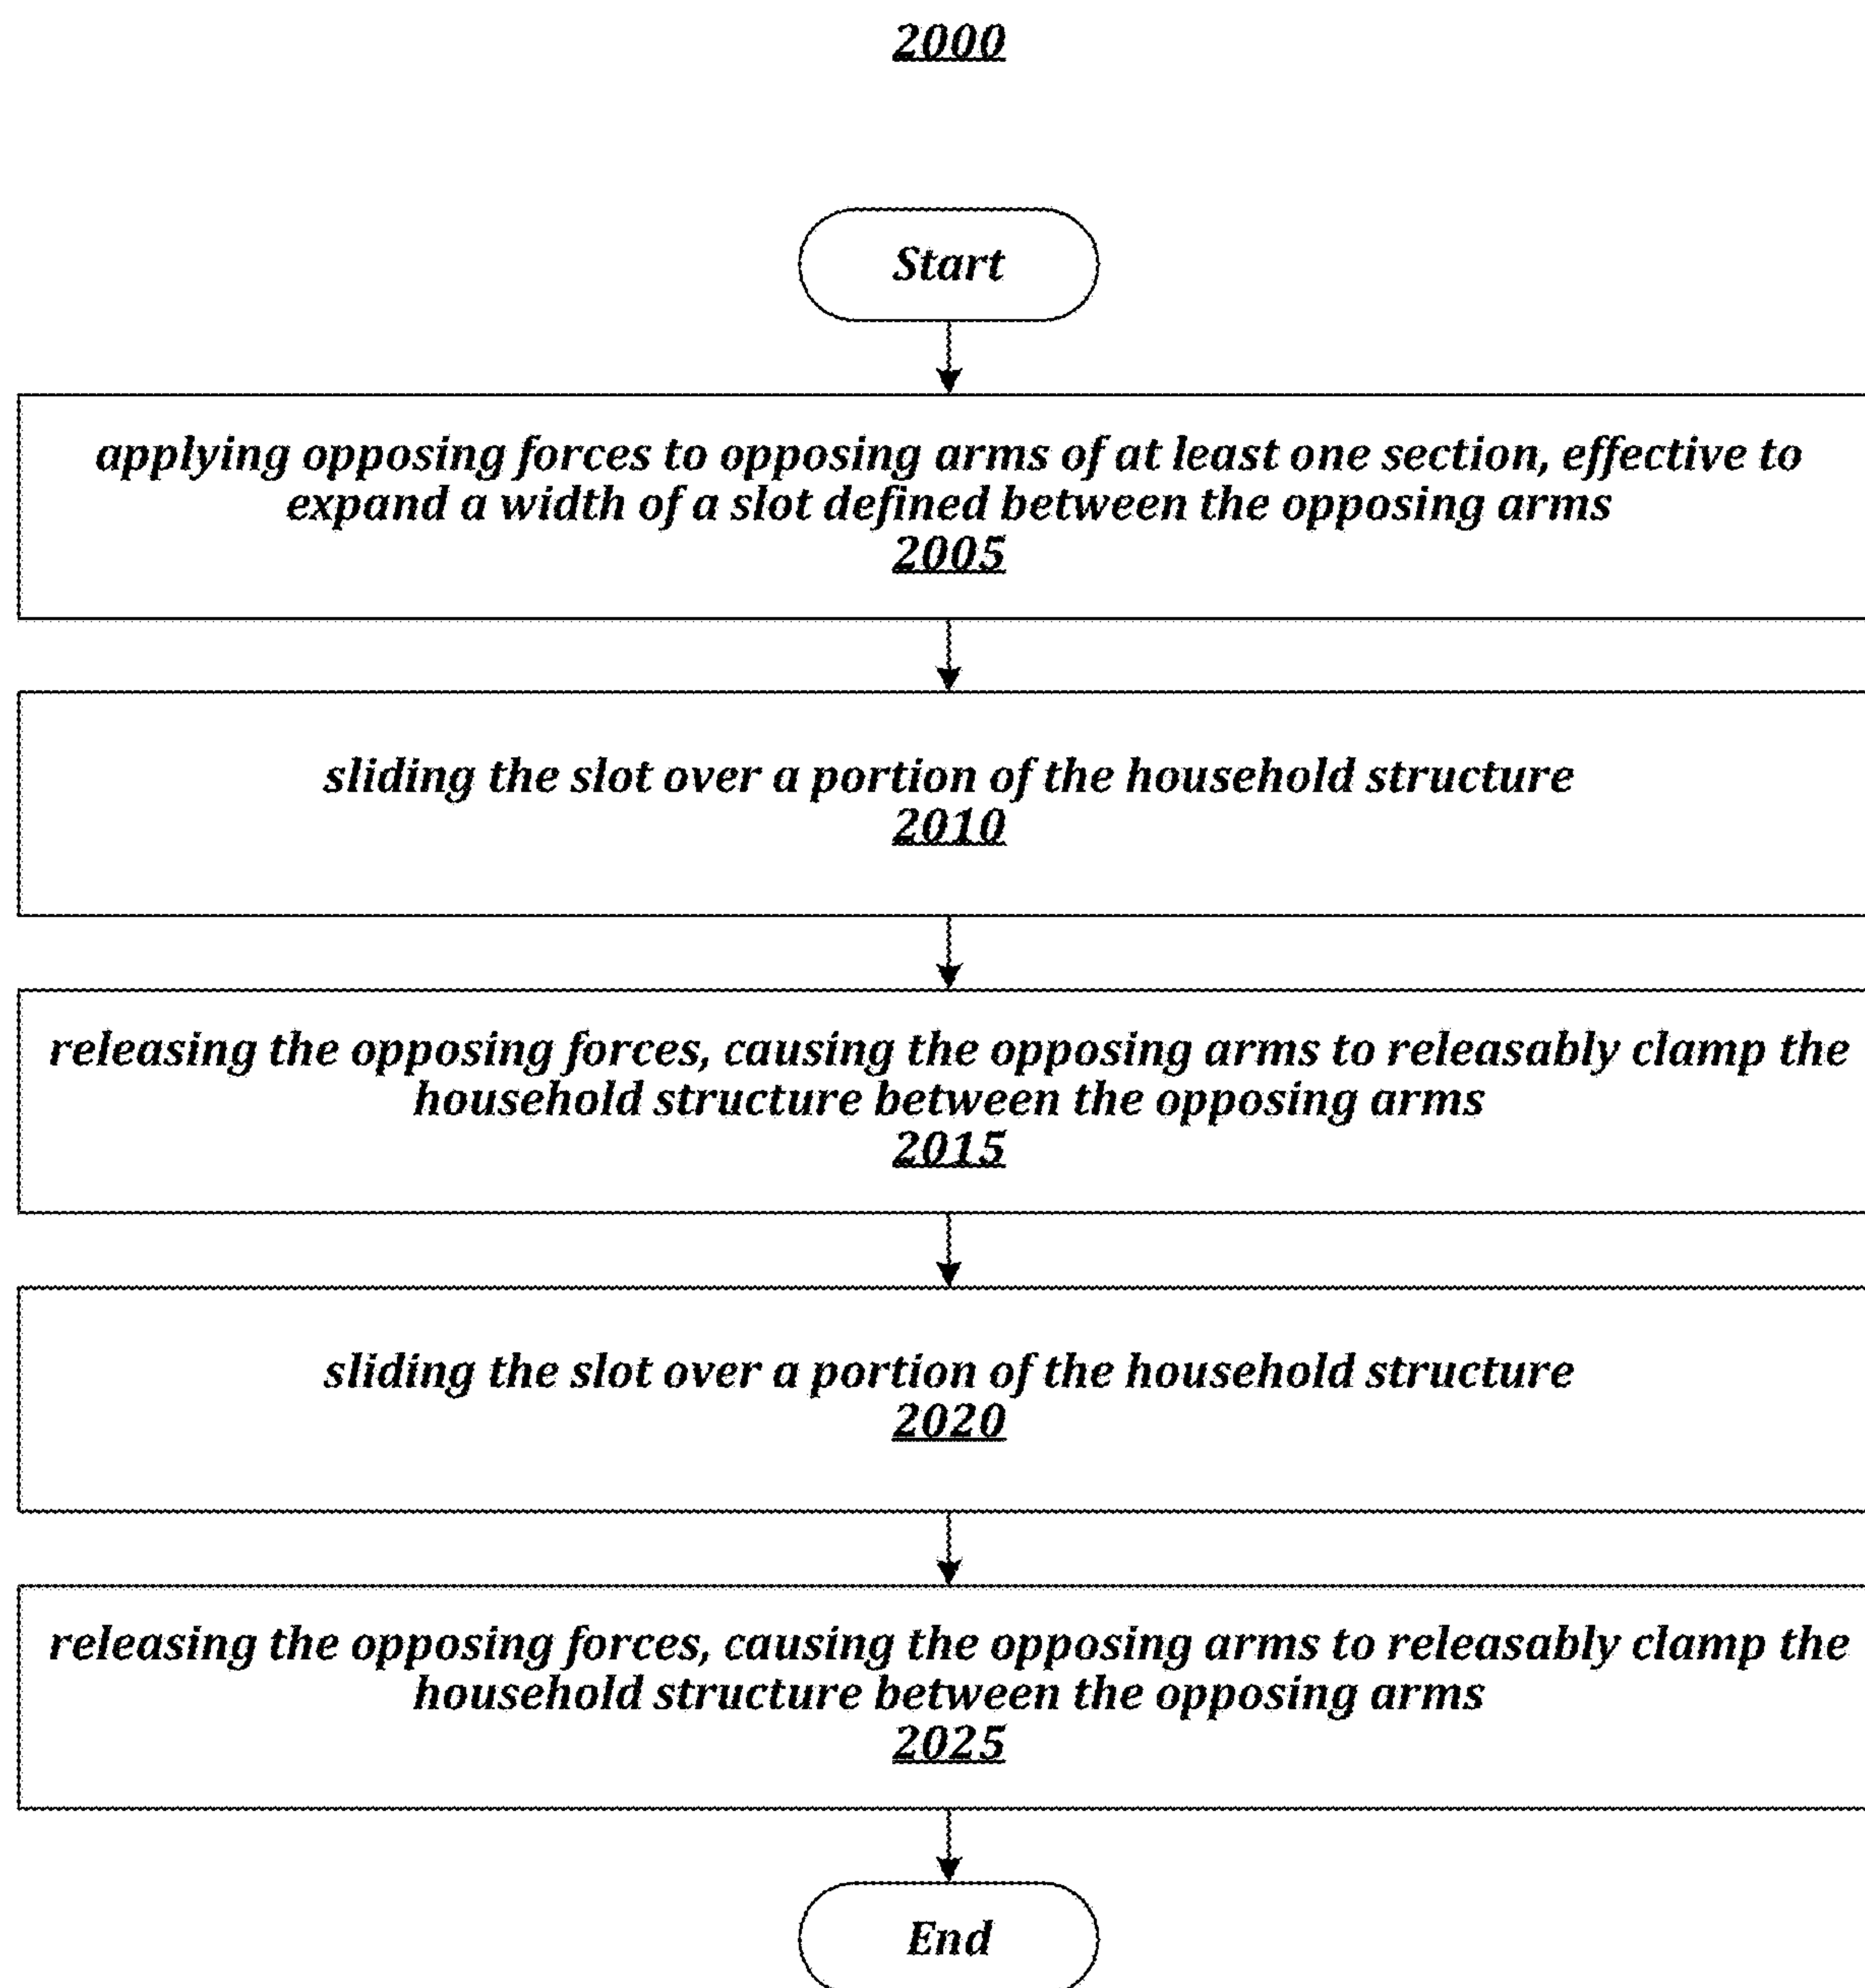 2000
Start
applying opposing forces to opposing arms of at least one section, effective to
expand a width of a slot defined between the opposing arms
2005
sliding the slot over a portion of the household structure
2010
releasing the opposing forces, causing the opposing arms to releasably clamp the
household structure between the opposing arms
2015
sliding the slot over a portion of the household structure
2020
releasing the opposing forces, causing the opposing arms to releasably clamp the
household structure between the opposing arms
2025
End